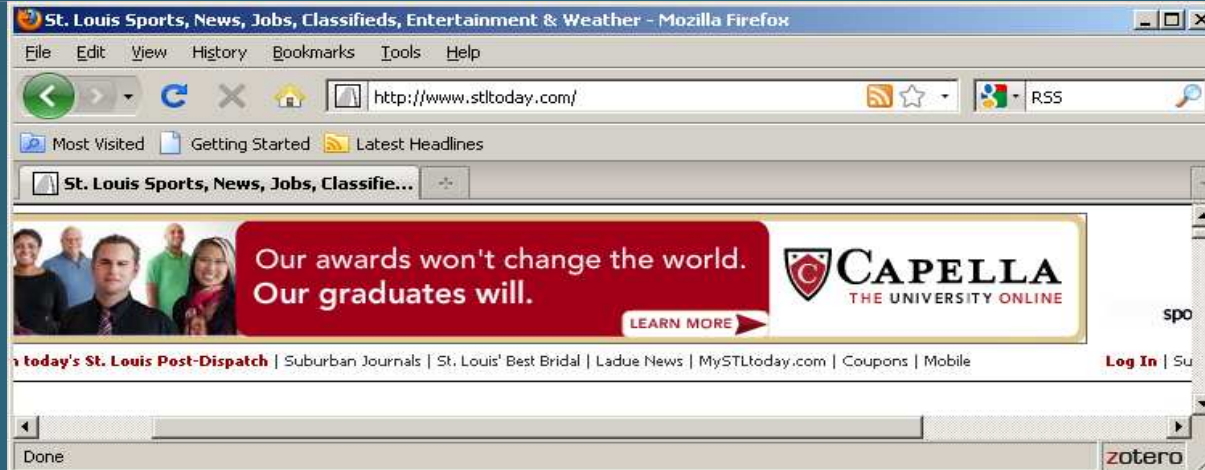 St. Louis Sports, News, Jobs, Classifieds, Entertainment & Weather - Mozilla Firefox
File Edit View History Bookmarks Tools Help
http://www.stltoday.com/ RSS
Most Visited Getting Started Latest Headlines
St. Louis Sports, News, Jobs, Classifie...
Our awards won't change the world.
Our graduates will.
LEARN MORE
C CAPELLA
THE UNIVERSITY ONLINE
spo
n today's St. Louis Post-Dispatch | Suburban Journals | St. Louis' Best Bridal | Ladue News | MySTLtoday.com | Coupons | Mobile Log In | Su
Done zotero